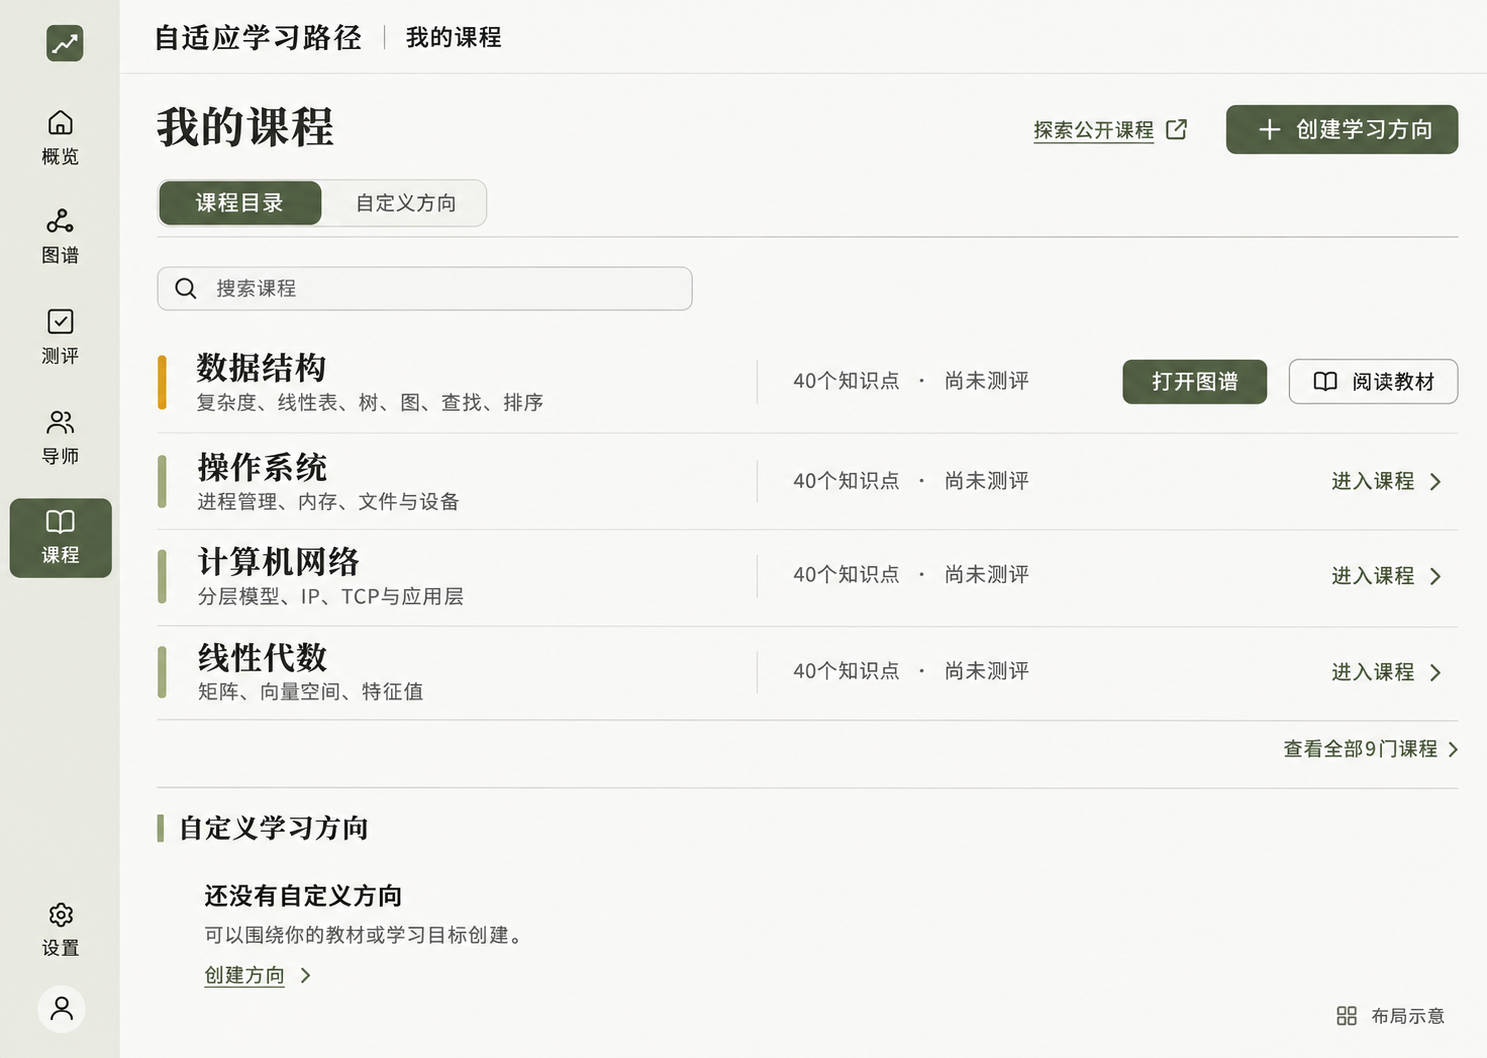 自适应学习路径 我的课程
概览
图谱
测评
导师
课程
设置
我的课程
探索公开课程
创建学习方向
课程目录 自定义方向
搜索课程
数据结构
复杂度、线性表、树、图、查找、排序
40个知识点 · 尚未测评
打开图谱 阅读教材
操作系统
进程管理、内存、文件与设备
40个知识点 · 尚未测评
进入课程
计算机网络
分层模型、IP、TCP与应用层
40个知识点 · 尚未测评
进入课程
线性代数
矩阵、向量空间、特征值
40个知识点 · 尚未测评
进入课程
查看全部9门课程
自定义学习方向
还没有自定义方向
可以围绕你的教材或学习目标创建。
创建方向
布局示意